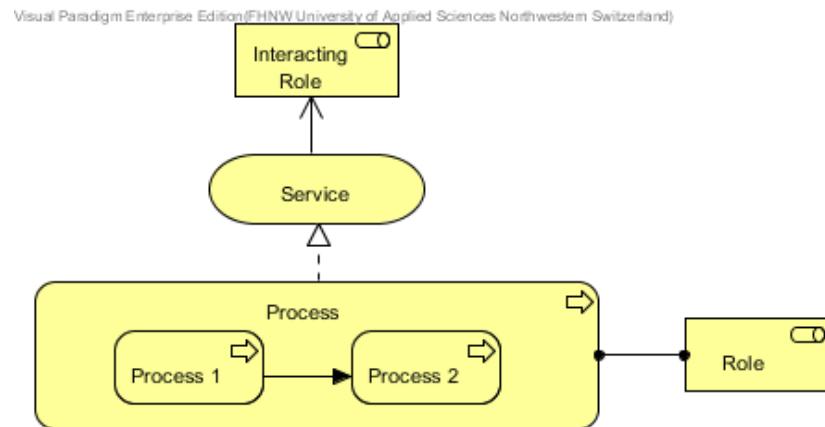 Visual Paradigm Enterprise Edition(FHNW University of Applied Sciences Northwestern Switzerland)
Interacting
Role
Service
Process
Process 1
Process 2
Role